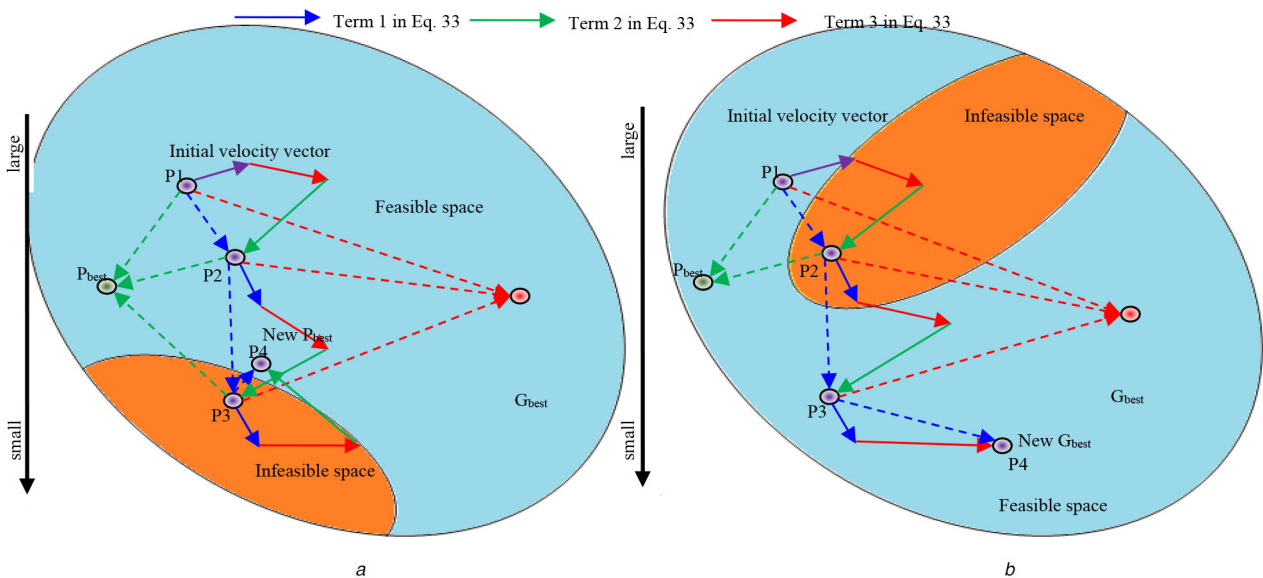 Term 1 in Eq. 33 Term 2 in Eq. 33 Term 3 in Eq. 33
large
small
Initial velocity vector
P1
Feasible space
P2
Pbest
New Pbest
P4
P3
Gbest
Infeasible space
a
large
small
Initial velocity vector
Infeasible space
P1
P2
Pbest
P3
Gbest
New Gbest
P4
Feasible space
b